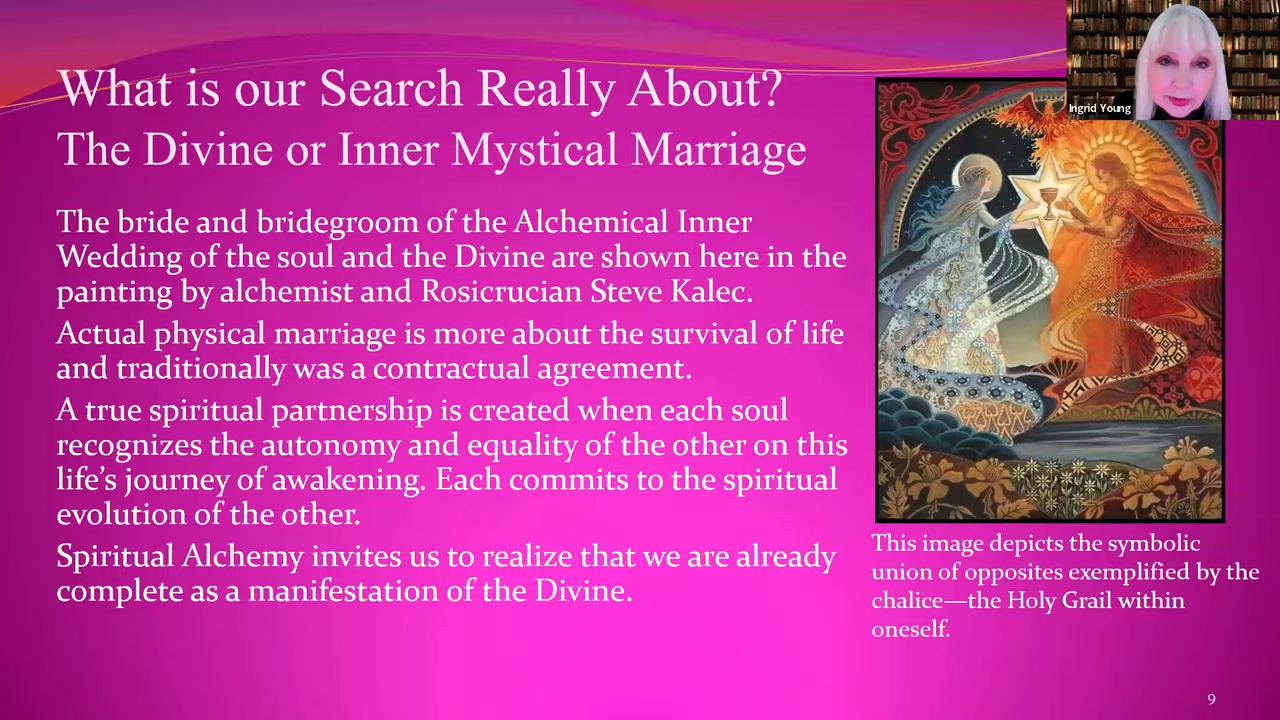 What is our Search Really About?
The Divine or Inner Mystical Marriage
The bride and bridegroom of the Alchemical Inner
Wedding of the soul and the Divine are shown here in the
painting by alchemist and Rosicrucian Steve Kalec.
Actual physical marriage is more about the survival of life
and traditionally was a contractual agreement.
A true spiritual partnership is created when each soul
recognizes the autonomy and equality of the other on this
life’s journey of awakening. Each commits to the spiritual
evolution of the other.
Spiritual Alchemy invites us to realize that we are already
complete as a manifestation of the Divine.
Ingrid Young
This image depicts the symbolic
union of opposites exemplified by the
chalice—the Holy Grail within
oneself.
9